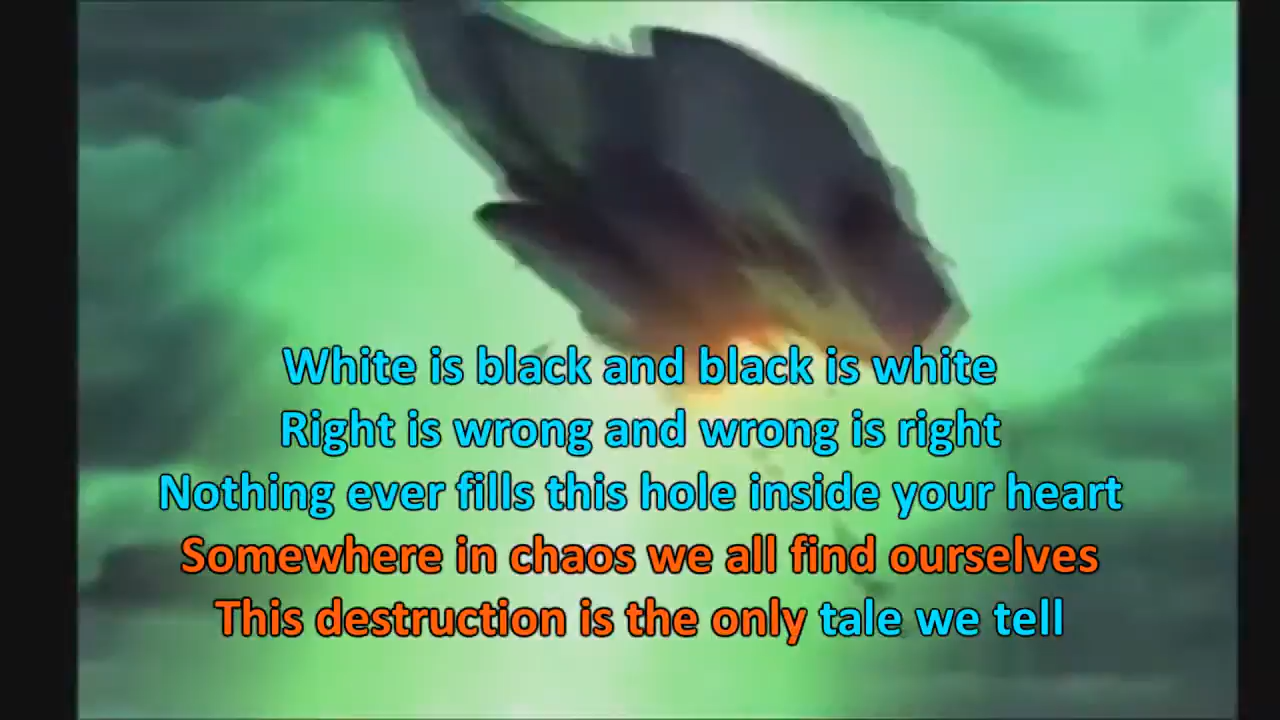 White is black and black is white
Right is wrong and wrong is right
Nothing ever fills this hole inside your heart
Somewhere in chaos we all find ourselves
This destruction is the only tale we tell